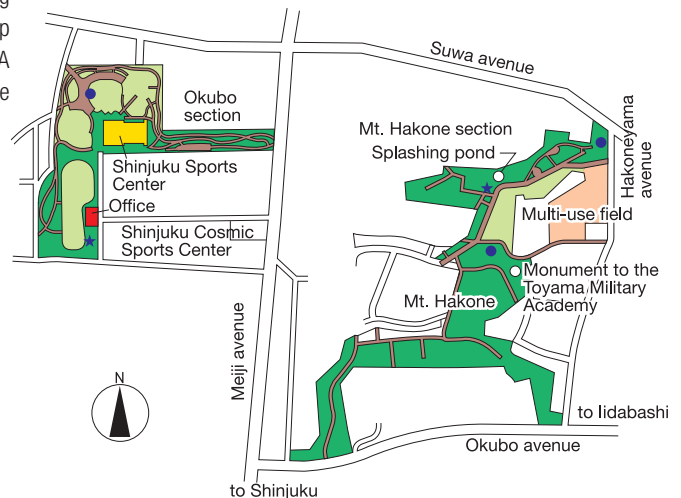 g
p
A
e
Suwa avenue
Okubo
section
Mt. Hakone section
Splashing pond
Hakoneyama
avenue
Shinjuku Sports
Center
Office
Multi-use field
Shinjuku Cosmic
Sports Center
Monument to the
Toyama Military
Academy
Mt. Hakone
Meiji avenue
N
to Iidabashi
Okubo avenue
to Shinjuku